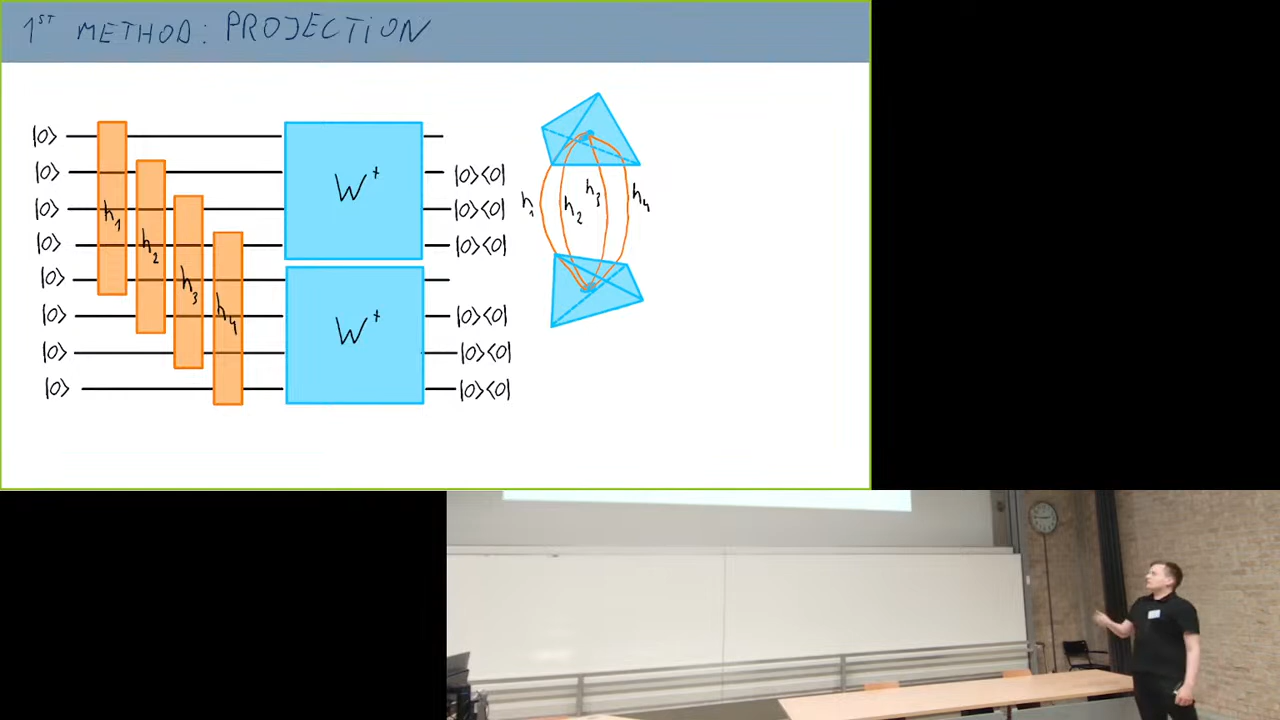 1ST METHOD: PROJECTION
|0>
|0> |0><0|
|0> |0><0|
|0> |0><0|
|0>
|0> |0><0|
|0> |0><0|
|0> |0><0|
h1
h2
h3
h4
W+
W+
h1 h2 h3 h4